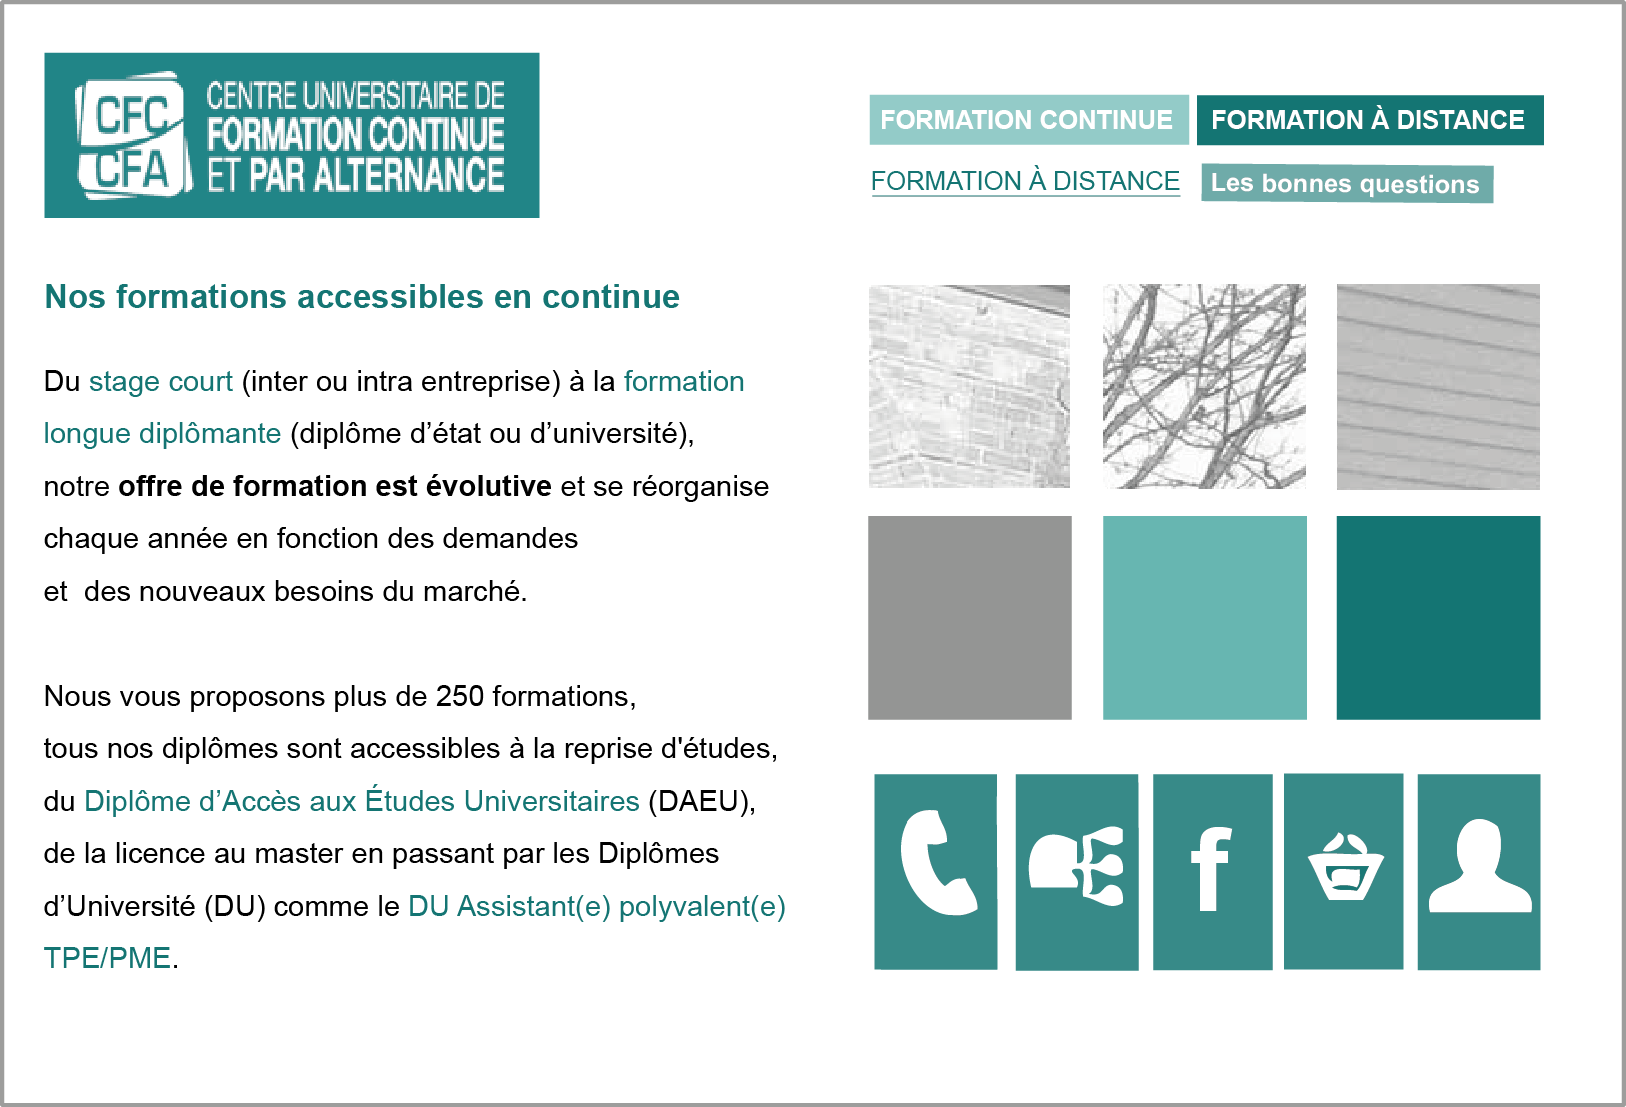 CFC
CFA
CENTRE UNIVERSITAIRE DE
FORMATION CONTINUE
ET PAR ALTERNANCE
FORMATION CONTINUE
FORMATION À DISTANCE
FORMATION À DISTANCE
Les bonnes questions
Nos formations accessibles en continue
Du stage court (inter ou intra entreprise) à la formation
longue diplômante (diplôme d’état ou d’université),
notre offre de formation est évolutive et se réorganise
chaque année en fonction des demandes
et  des nouveaux besoins du marché.
Nous vous proposons plus de 250 formations,
tous nos diplômes sont accessibles à la reprise d'études,
du Diplôme d’Accès aux Études Universitaires (DAEU),
de la licence au master en passant par les Diplômes
d’Université (DU) comme le DU Assistant(e) polyvalent(e)
TPE/PME.
f